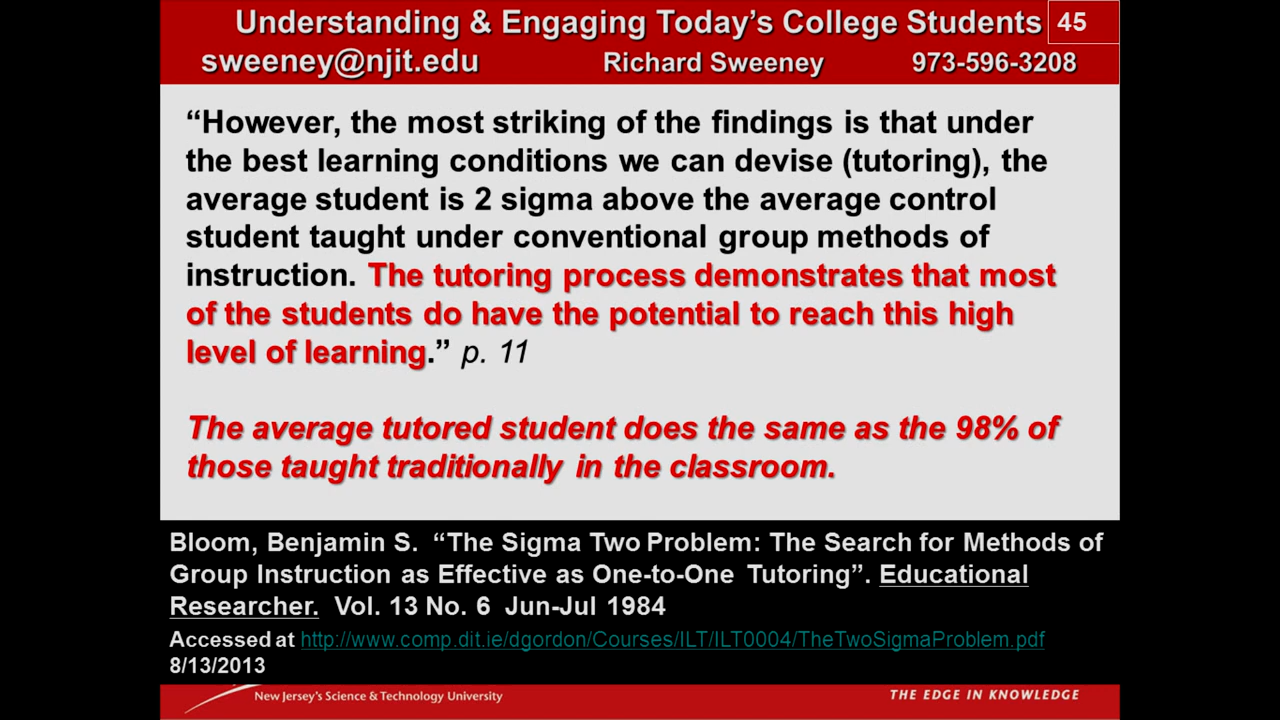 Understanding & Engaging Today’s College Students 45
sweeney@njit.edu Richard Sweeney 973-596-3208
“However, the most striking of the findings is that under
the best learning conditions we can devise (tutoring), the
average student is 2 sigma above the average control
student taught under conventional group methods of
instruction. The tutoring process demonstrates that most
of the students do have the potential to reach this high
level of learning.” p. 11
The average tutored student does the same as the 98% of
those taught traditionally in the classroom.
Bloom, Benjamin S. “The Sigma Two Problem: The Search for Methods of
Group Instruction as Effective as One-to-One Tutoring”. Educational
Researcher. Vol. 13 No. 6 Jun-Jul 1984
Accessed at http://www.comp.dit.ie/dgordon/Courses/ILT/ILT0004/TheTwoSigmaProblem.pdf
8/13/2013
New Jersey’s Science & Technology University THE EDGE IN KNOWLEDGE